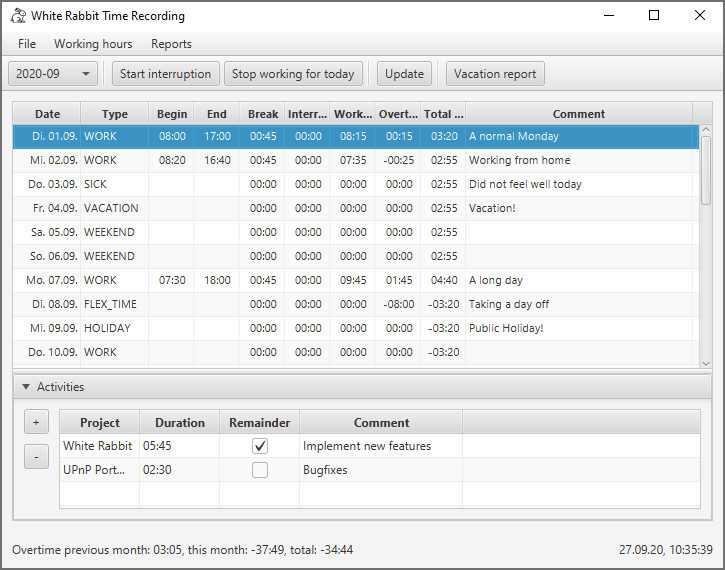 White Rabbit Time Recording
File Working hours Reports
2020-09 Start interruption Stop working for today Update Vacation report
Date Type Begin End Break Interr... Work... Overt... Total ... Comment
Di. 01.09. WORK 08:00 17:00 00:45 00:00 08:15 00:15 03:20 A normal Monday
Mi. 02.09. WORK 08:20 16:40 00:45 00:00 07:35 -00:25 02:55 Working from home
Do. 03.09. SICK 00:00 00:00 00:00 00:00 02:55 Did not feel well today
Fr. 04.09. VACATION 00:00 00:00 00:00 00:00 02:55 Vacation!
Sa. 05.09. WEEKEND 00:00 00:00 00:00 00:00 02:55
So. 06.09. WEEKEND 00:00 00:00 00:00 00:00 02:55
Mo. 07.09. WORK 07:30 18:00 00:45 00:00 09:45 01:45 04:40 A long day
Di. 08.09. FLEX_TIME 00:00 00:00 00:00 -08:00 -03:20 Taking a day off
Mi. 09.09. HOLIDAY 00:00 00:00 00:00 00:00 -03:20 Public Holiday!
Do. 10.09. WORK 00:00 00:00 00:00 00:00 -03:20
Activities
+
-
Project Duration Remainder Comment
White Rabbit 05:45 Implement new features
UPnP Port... 02:30 Bugfixes
Overtime previous month: 03:05, this month: -37:49, total: -34:44 27.09.20, 10:35:39